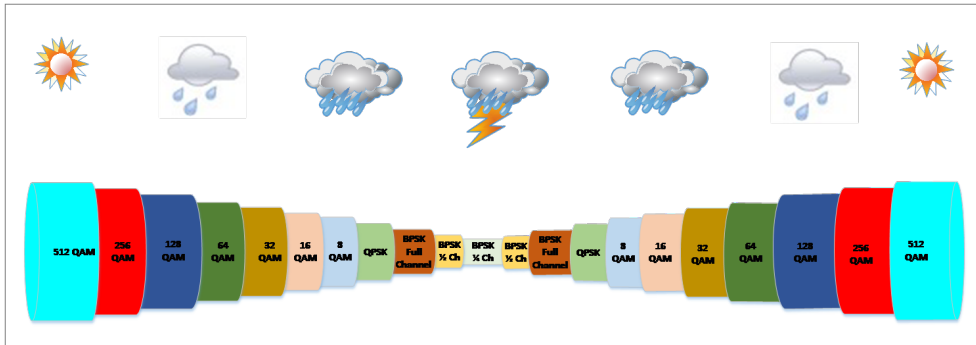 512 QAM
256
QAM
128
QAM
64
QAM
32
QAM
16
QAM
8
QAM
QPSK
BPSK
Full
Channel
BPSK
½ Ch
BPSK
¼ Ch
BPSK
½ Ch
BPSK
Full
Channel
QPSK
8
QAM
16
QAM
32
QAM
64
QAM
128
QAM
256
QAM
512
QAM